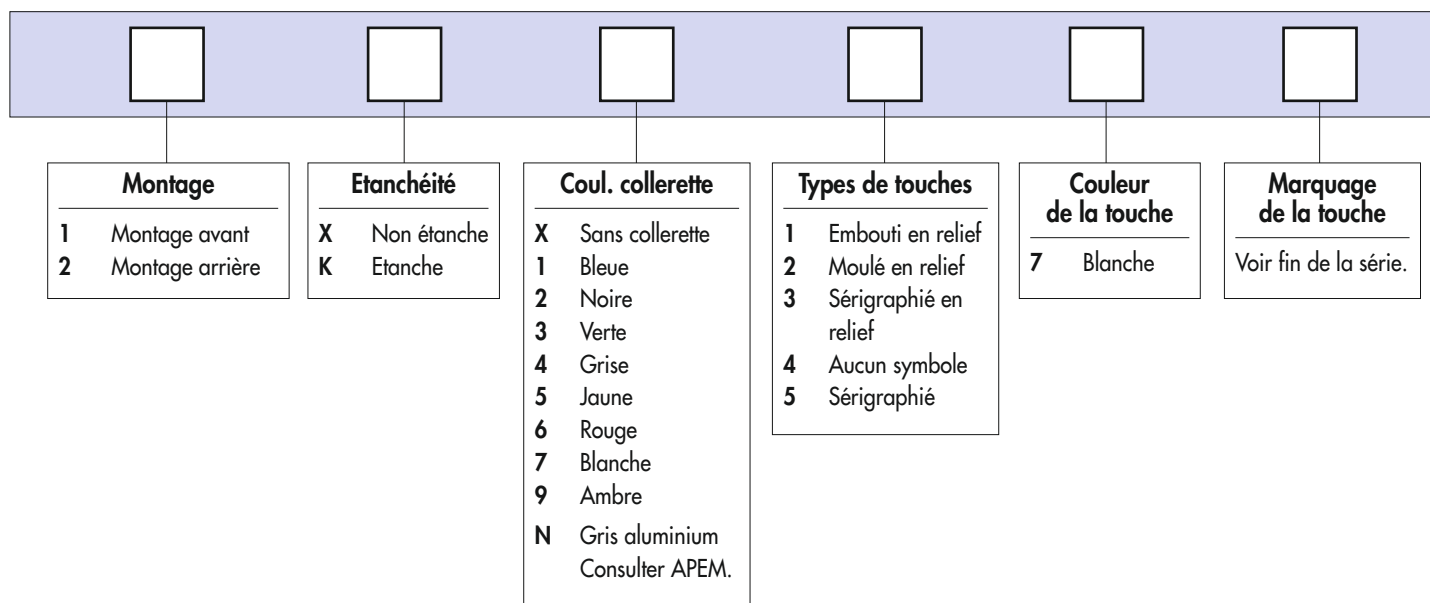 Montage
1 Montage avant
2 Montage arrière
Etanchéité
X Non étanche
K Etanche
Coul. collerette
X Sans collerette
1 Bleue
2 Noire
3 Verte
4 Grise
5 Jaune
6 Rouge
7 Blanche
9 Ambre
N Gris aluminium
Consulter APEM.
Types de touches
1 Embouti en relief
2 Moulé en relief
3 Sérigraphié en
relief
4 Aucun symbole
5 Sérigraphié
Couleur
de la touche
7 Blanche
Marquage
de la touche
Voir fin de la série.